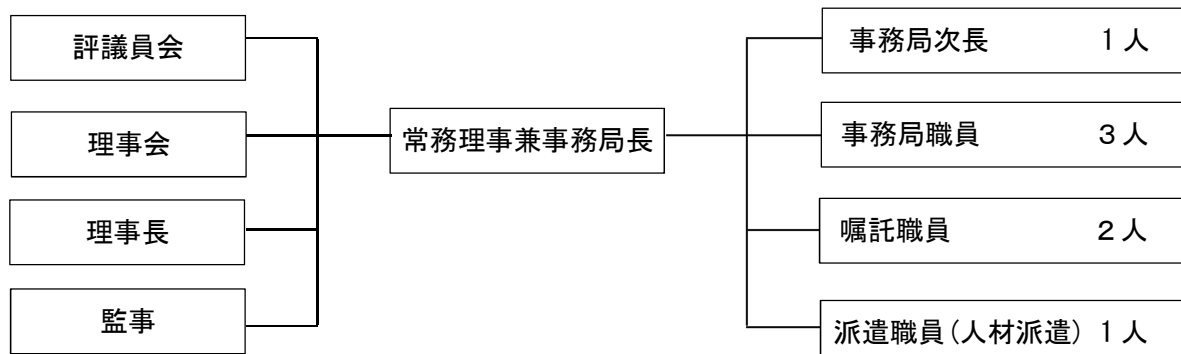 評議員会
理事会
理事長
監事
常務理事兼事務局長
事務局次長　1人
事務局職員　3人
嘱託職員　2人
派遣職員(人材派遣) 1人